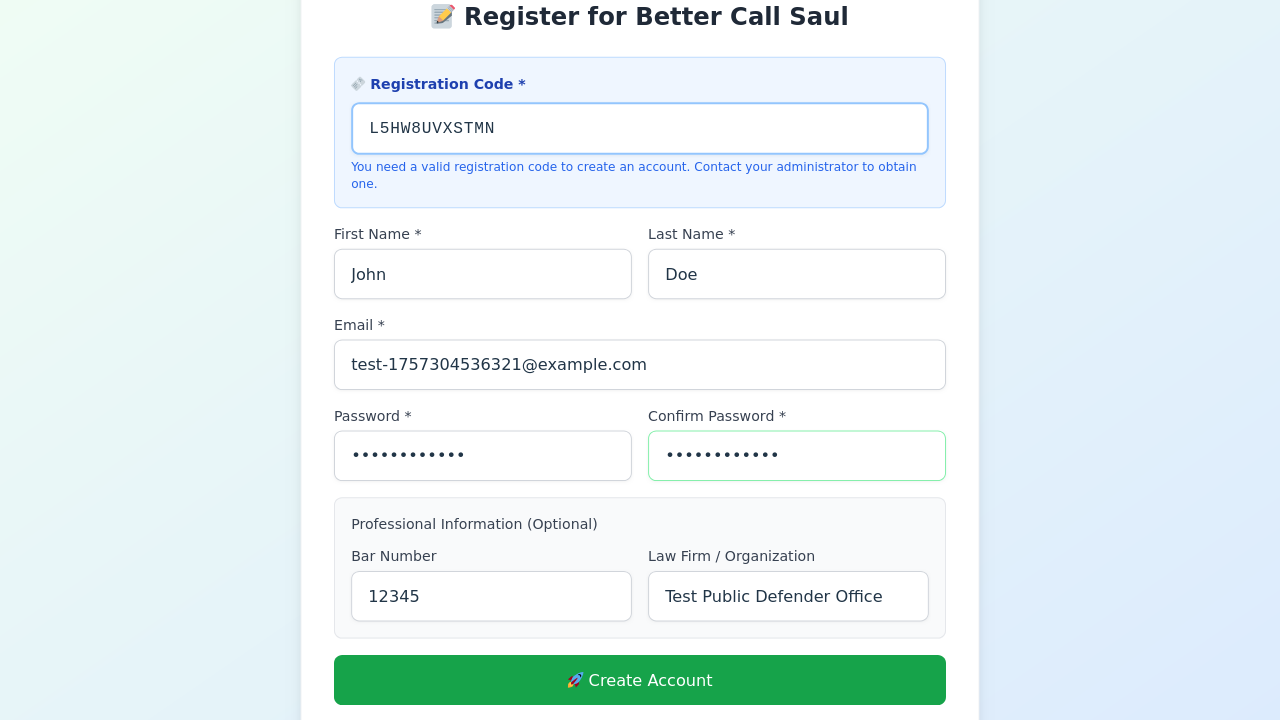 📝 Register for Better Call Saul
🎟️ Registration Code *
L5HW8UVXSTMN
You need a valid registration code to create an account. Contact your administrator to obtain
one.
First Name *
Last Name *
John
Doe
Email *
test-1757304536321@example.com
Password *
Confirm Password *
••••••••••••
••••••••••••
Professional Information (Optional)
Bar Number
Law Firm / Organization
12345
Test Public Defender Office
🚀 Create Account